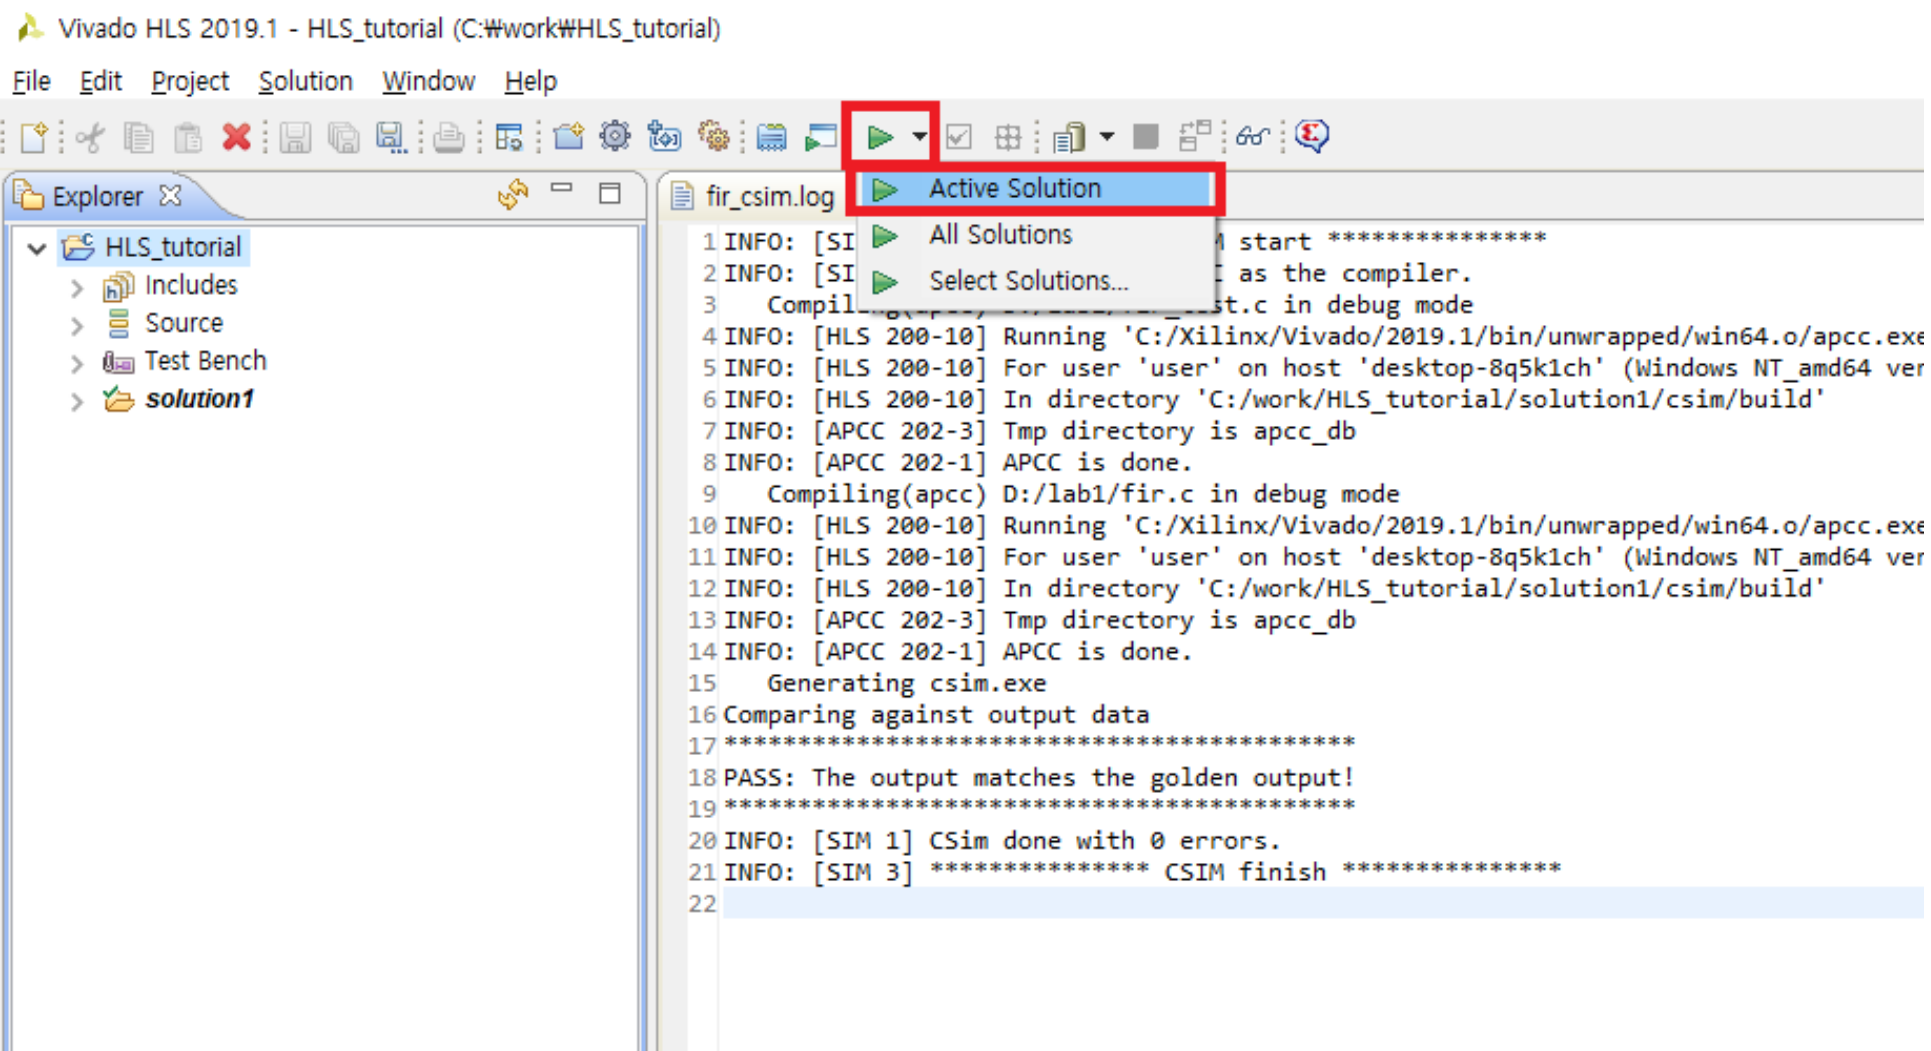 Vivado HLS 2019.1 - HLS_tutorial (C:₩work₩HLS_tutorial)
File Edit Project Solution Window Help
Explorer
fir_csim.log
Active Solution
All Solutions
Select Solutions...
HLS_tutorial
Includes
Source
Test Bench
solution1
1 INFO: [SI start ***************
2 INFO: [SI as the compiler.
3 Compil st.c in debug mode
4 INFO: [HLS 200-10] Running 'C:/Xilinx/Vivado/2019.1/bin/unwrapped/win64.o/apcc.exe
5 INFO: [HLS 200-10] For user 'user' on host 'desktop-8q5k1ch' (Windows NT_amd64 ver
6 INFO: [HLS 200-10] In directory 'C:/work/HLS_tutorial/solution1/csim/build'
7 INFO: [APCC 202-3] Tmp directory is apcc_db
8 INFO: [APCC 202-1] APCC is done.
9 Compiling(apcc) D:/lab1/fir.c in debug mode
10 INFO: [HLS 200-10] Running 'C:/Xilinx/Vivado/2019.1/bin/unwrapped/win64.o/apcc.exe
11 INFO: [HLS 200-10] For user 'user' on host 'desktop-8q5k1ch' (Windows NT_amd64 ver
12 INFO: [HLS 200-10] In directory 'C:/work/HLS_tutorial/solution1/csim/build'
13 INFO: [APCC 202-3] Tmp directory is apcc_db
14 INFO: [APCC 202-1] APCC is done.
15 Generating csim.exe
16 Comparing against output data
17 *******************************************
18 PASS: The output matches the golden output!
19 *******************************************
20 INFO: [SIM 1] CSim done with 0 errors.
21 INFO: [SIM 3] *************** CSIM finish ***************
22